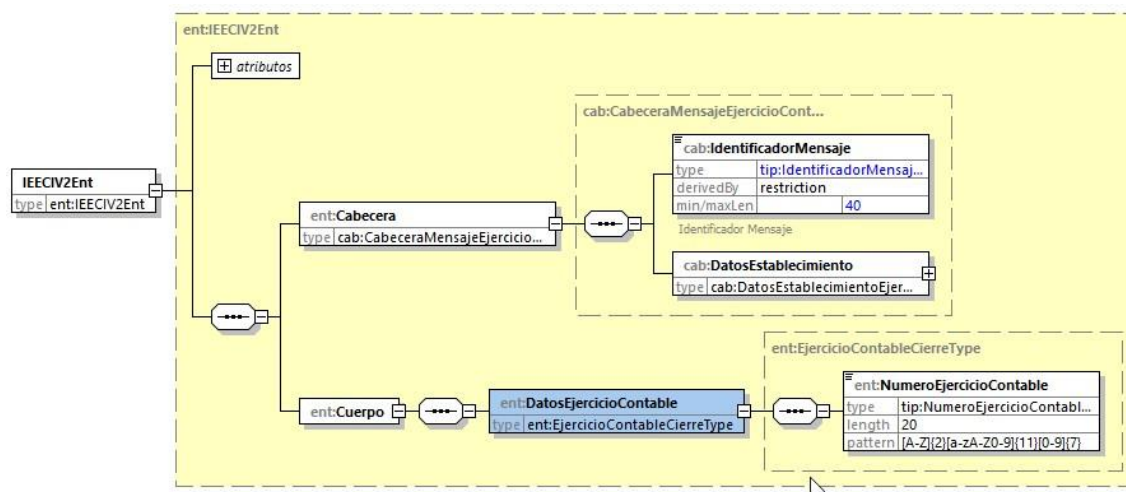 ent:IEECIV2Ent
atributos
IEECIV2Ent
type ent:IEECIV2Ent
cab:CabeceraMensajeEjercicioCont...
cab:IdentificadorMensaje
type tip:IdentificadorMensaj...
derivedBy restriction
min/maxLen 40
Identificador Mensaje
ent:Cabecera
type cab:CabeceraMensajeEjercicio...
cab:DatosEstablecimiento
type cab:DatosEstablecimientoEjer...
ent:EjercicioContableCierreType
ent:NumeroEjercicioContable
type tip:NumeroEjercicioContabl...
length 20
pattern [A-Z]{2}[a-zA-Z0-9]{11}[0-9]{7}
ent:Cuerpo
ent:DatosEjercicioContable
type ent:EjercicioContableCierreType